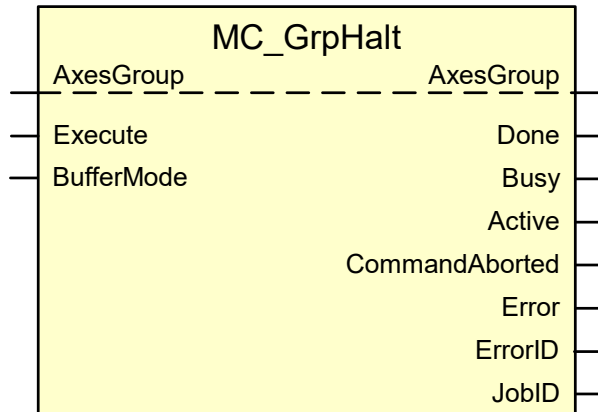 MC_GrpHalt
AxesGroup AxesGroup
Execute Done
BufferMode Busy
Active
CommandAborted
Error
ErrorID
JobID